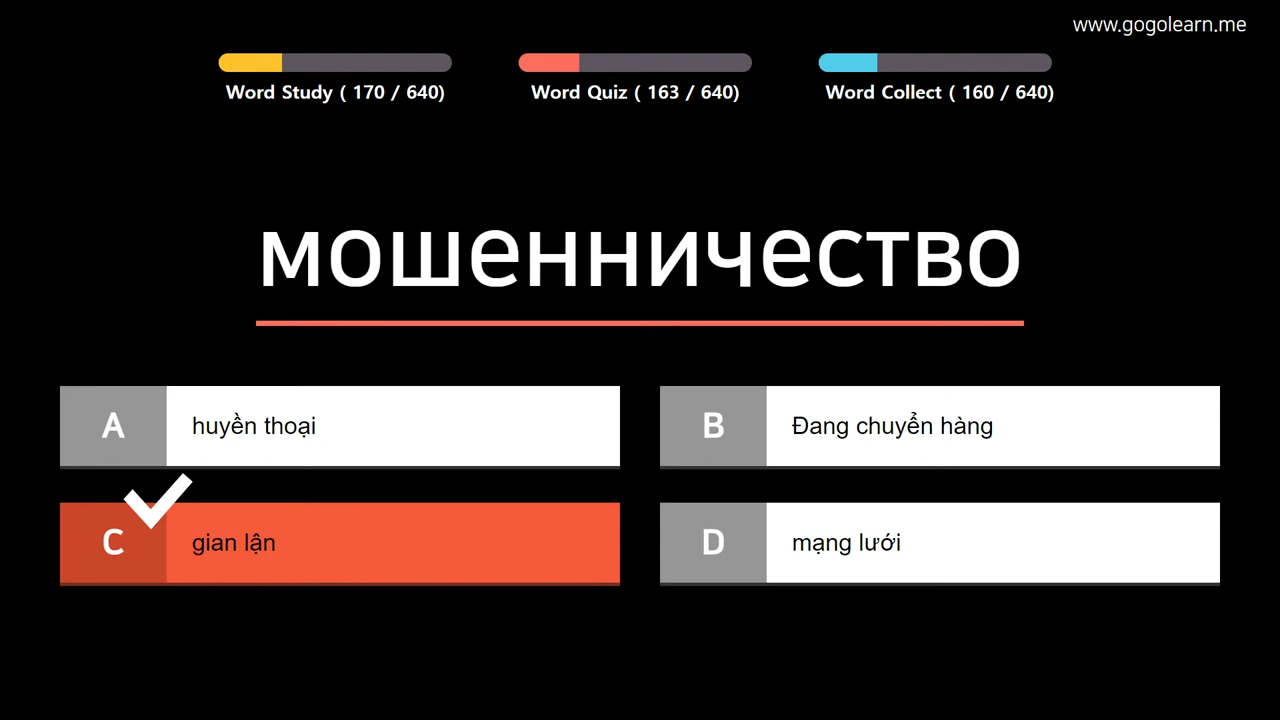 www.gogolearn.me
Word Study ( 170 / 640)
Word Quiz ( 163 / 640)
Word Collect ( 160 / 640)
мошенничество
A
huyền thoại
B
Đang chuyển hàng
C
gian lận
D
mạng lưới